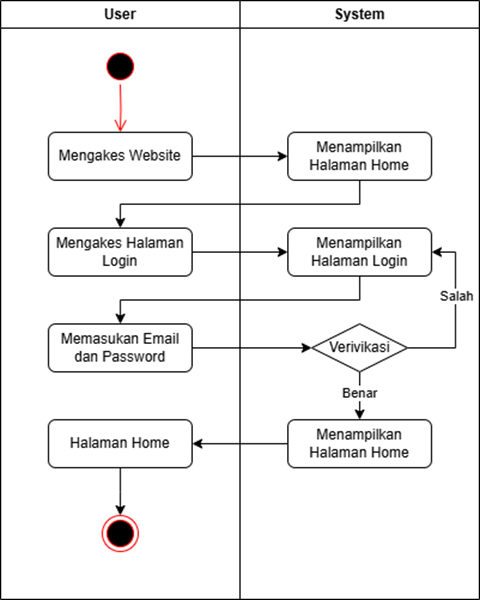 User
System
Mengakes Website
Menampilkan
Halaman Home
Mengakes Halaman
Login
Menampilkan
Halaman Login
Salah
Memasukan Email
dan Password
Verivikasi
Benar
Halaman Home
Menampilkan
Halaman Home